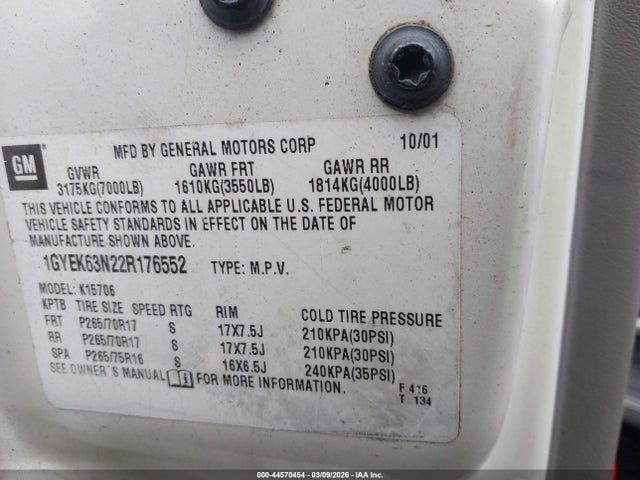 GM
MFD BY GENERAL MOTORS CORP 10/01
GVWR GAWR FRT GAWR RR
3175KG(7000LB) 1610KG(3550LB) 1814KG(4000LB)
THIS VEHICLE CONFORMS TO ALL APPLICABLE U.S. FEDERAL MOTOR
VEHICLE SAFETY STANDARDS IN EFFECT ON THE DATE OF
MANUFACTURE SHOWN ABOVE.
1GYEK63N22R176552 TYPE: M.P.V.
MODEL: K15706
KPTB TIRE SIZE SPEED RTG RIM COLD TIRE PRESSURE
FRT P265/70R17 S 17X7.5J 210KPA(30PSI)
RR P265/70R17 S 17X7.5J 210KPA(30PSI)
SPA P265/75R16 S 16X6.5J 240KPA(35PSI)
SEE OWNER'S MANUAL FOR MORE INFORMATION.
F 416
T 134
000-44570454 | 03/09/2026 - IAA Inc.